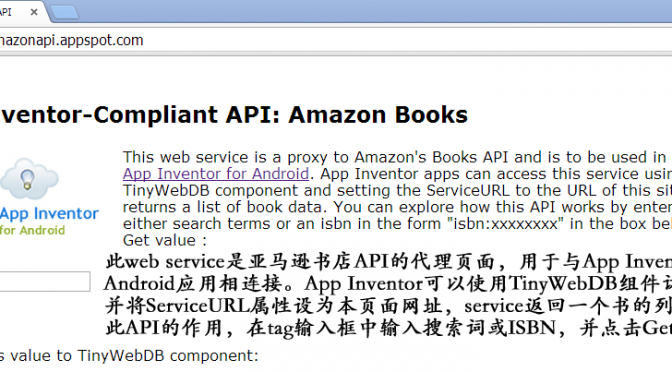 API
mazonapi.appspot.com
ventor-Compliant API: Amazon Books
This web service is a proxy to Amazon's Books API and is to be used in
App Inventor for Android. App Inventor apps can access this service usin
TinyWebDB component and setting the ServiceURL to the URL of this sit
returns a list of book data. You can explore how this API works by enter
either search terms or an isbn in the form "isbn:xxxxxxxx" in the box bel
Get value :
App Inventor
for Android
此web service是亚马逊书店API的代理页面，用于与App Inven
Android应用相连接。App Inventor可以使用TinyWebDB组件
并将ServiceURL属性设为本页面网址，service返回一个书的列
此API的作用，在tag输入框中输入搜索词或ISBN，并点击Get
s value to TinyWebDB component: